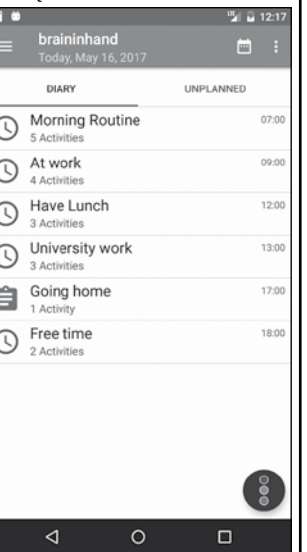 12:17
braininhand
Today, May 16, 2017
DIARY UNPLANNED
Morning Routine 07:00
5 Activities
At work 09:00
4 Activities
Have Lunch 12:00
3 Activities
University work 13:00
3 Activities
Going home 17:00
1 Activity
Free time 18:00
2 Activities